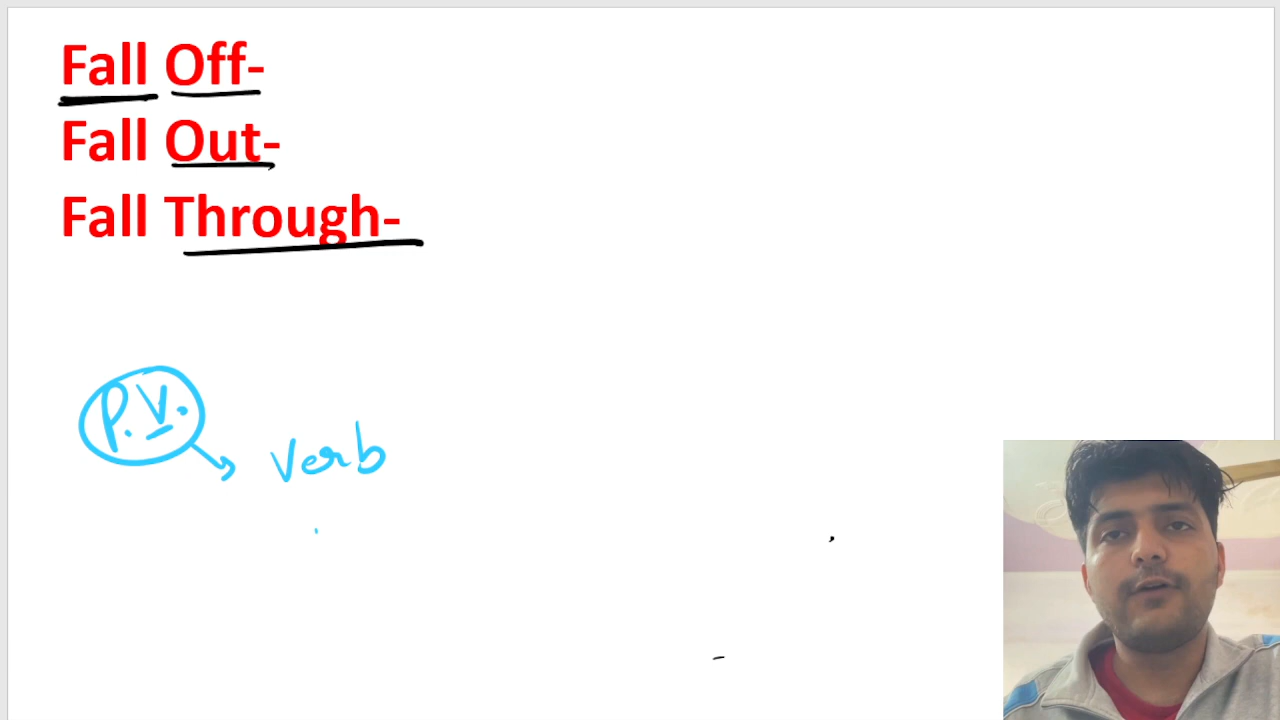 Fall Off-
Fall Out-
Fall Through-
P.V.
verb